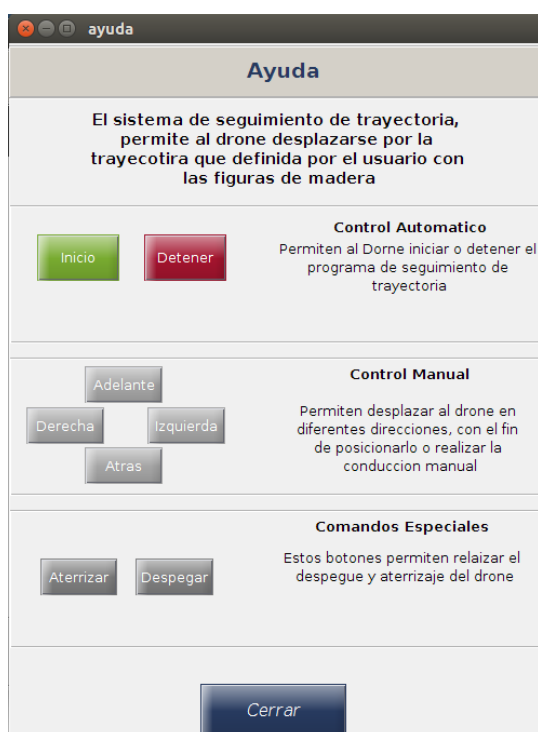 ayuda
Ayuda
El sistema de seguimiento de trayectoria,
permite al drone desplazarse por la
trayecotira que definida por el usuario con
las figuras de madera
Inicio
Detener
Control Automatico
Permiten al Dorne iniciar o detener el
programa de seguimiento de
trayectoria
Adelante
Derecha
Izquierda
Atras
Control Manual
Permiten desplazar al drone en
diferentes direcciones, con el fin
de posicionarlo o realizar la
conduccion manual
Aterrizar
Despegar
Comandos Especiales
Estos botones permiten relaizar el
despegue y aterrizaje del drone
Cerrar